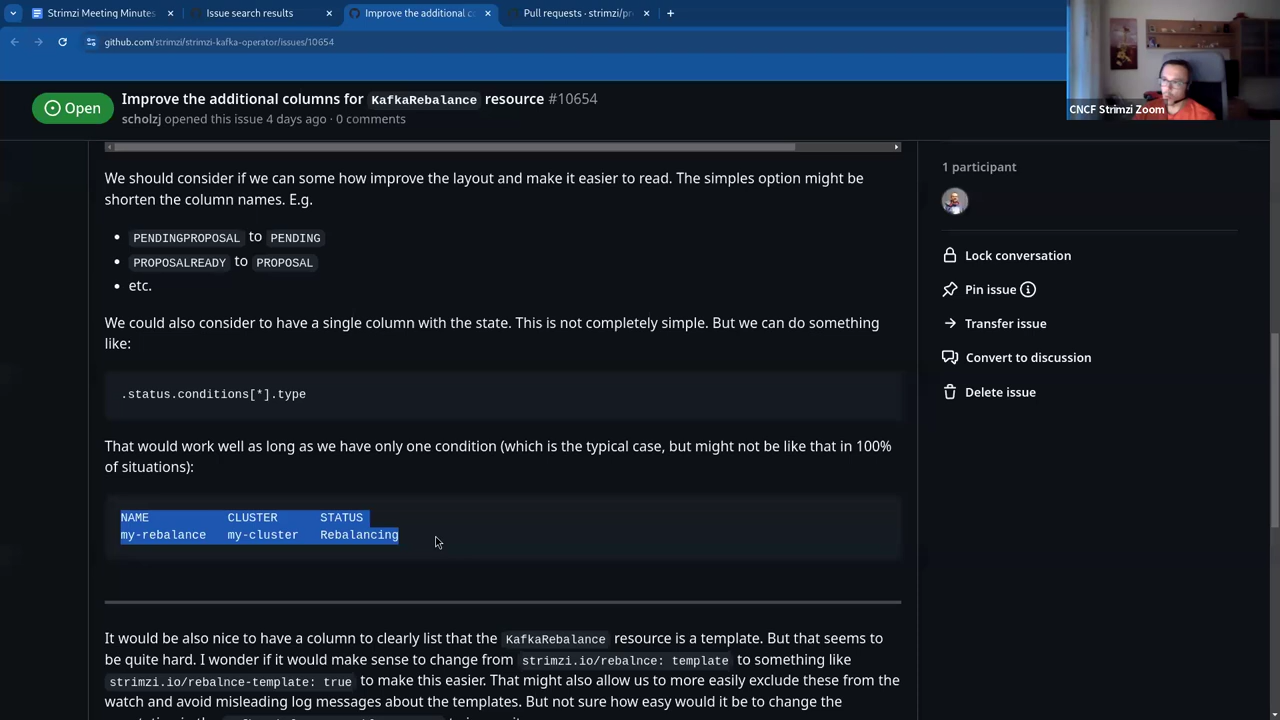 Strimzi Meeting Minutes
Issue search results
Improve the additional c
Pull requests · strimzi/pr
github.com/strimzi/strimzi-kafka-operator/issues/10654
CNCF Strimzi Zoom
Open
Improve the additional columns for KafkaRebalance resource #10654
scholzj opened this issue 4 days ago · 0 comments
We should consider if we can some how improve the layout and make it easier to read. The simples option might be
shorten the column names. E.g.
• PENDINGPROPOSAL to PENDING
• PROPOSALREADY to PROPOSAL
• etc.
We could also consider to have a single column with the state. This is not completely simple. But we can do something
like:
.status.conditions[*].type
That would work well as long as we have only one condition (which is the typical case, but might not be like that in 100%
of situations):
NAME CLUSTER STATUS
my-rebalance my-cluster Rebalancing
It would be also nice to have a column to clearly list that the KafkaRebalance resource is a template. But that seems to
be quite hard. I wonder if it would make sense to change from strimzi.io/rebalnce: template to something like
strimzi.io/rebalnce-template: true to make this easier. That might also allow us to more easily exclude these from the
watch and avoid misleading log messages about the templates. But not sure how easy would it be to change the
1 participant
Lock conversation
Pin issue
Transfer issue
Convert to discussion
Delete issue